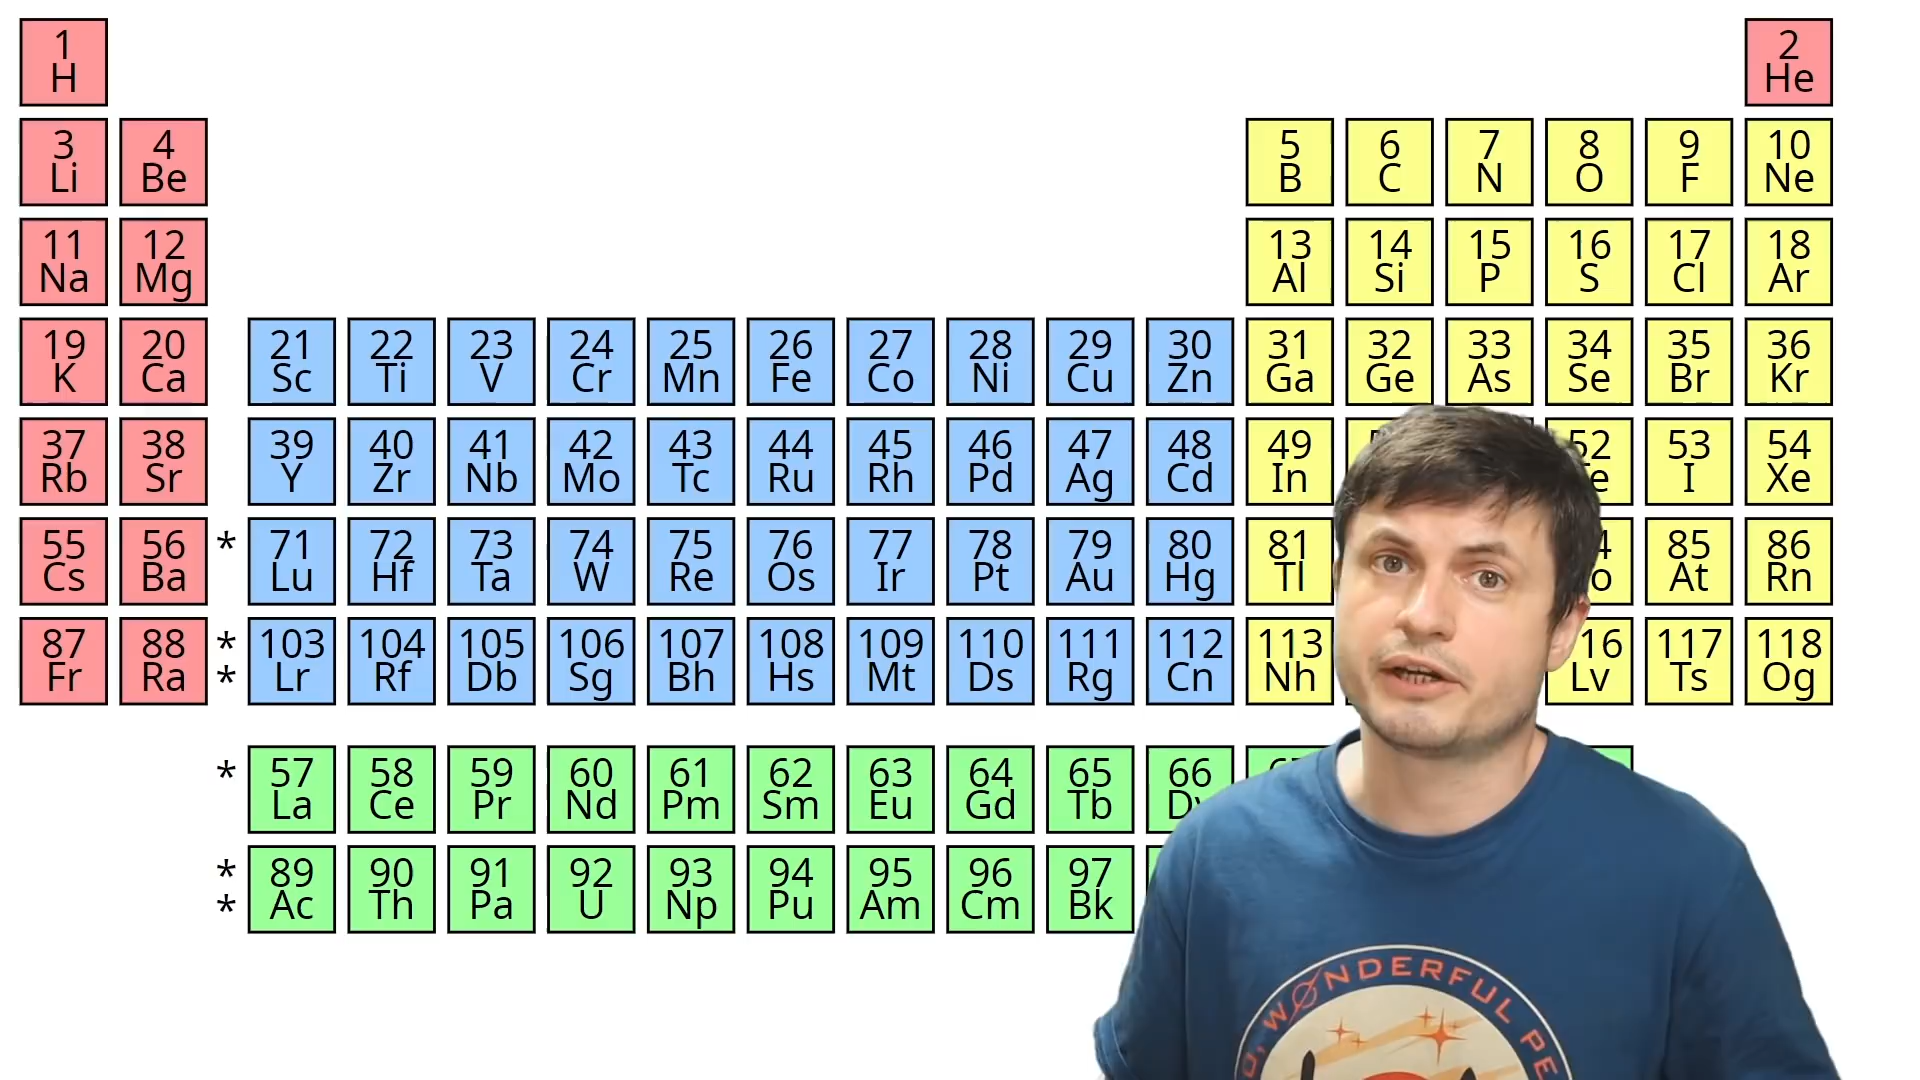 1 2
H He
3 4 5 6 7 8 9 10
Li Be B C N O F Ne
11 12 13 14 15 16 17 18
Na Mg Al Si P S Cl Ar
19 20 21 22 23 24 25 26 27 28 29 30 31 32 33 34 35 36
K Ca Sc Ti V Cr Mn Fe Co Ni Cu Zn Ga Ge As Se Br Kr
37 38 39 40 41 42 43 44 45 46 47 48 49 52 53 54
Rb Sr Y Zr Nb Mo Tc Ru Rh Pd Ag Cd In I Xe
55 56 * 71 72 73 74 75 76 77 78 79 80 81 85 86
Cs Ba Lu Hf Ta W Re Os Ir Pt Au Hg Tl At Rn
87 88 * 103 104 105 106 107 108 109 110 111 112 113 117 118
Fr Ra * Lr Rf Db Sg Bh Hs Mt Ds Rg Cn Nh Lv Ts Og
* 57 58 59 60 61 62 63 64 65 66
La Ce Pr Nd Pm Sm Eu Gd Tb
* 89 90 91 92 93 94 95 96 97
* Ac Th Pa U Np Pu Am Cm Bk
WONDERFUL